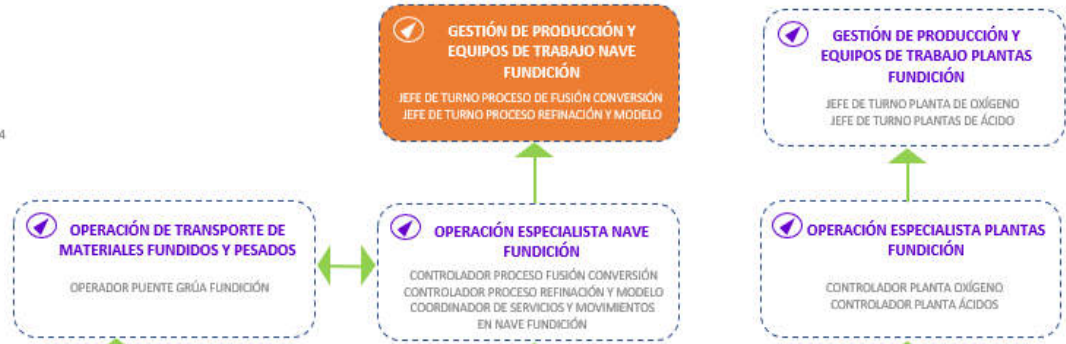 GESTIÓN DE PRODUCCIÓN Y
EQUIPOS DE TRABAJO NAVE
FUNDICIÓN
JEFE DE TURNO PROCESO DE FUSIÓN CONVERSIÓN
JEFE DE TURNO PROCESO REFINACIÓN Y MODELO
GESTIÓN DE PRODUCCIÓN Y
EQUIPOS DE TRABAJO PLANTAS
FUNDICIÓN
JEFE DE TURNO PLANTA DE OXÍGENO
JEFE DE TURNO PLANTAS DE ÁCIDO
4
OPERACIÓN DE TRANSPORTE DE
MATERIALES FUNDIDOS Y PESADOS
OPERADOR PUENTE GRÚA FUNDICIÓN
OPERACIÓN ESPECIALISTA NAVE
FUNDICIÓN
CONTROLADOR PROCESO FUSIÓN CONVERSIÓN
CONTROLADOR PROCESO REFINACIÓN Y MODELO
COORDINADOR DE SERVICIOS Y MOVIMIENTOS
EN NAVE FUNDICIÓN
OPERACIÓN ESPECIALISTA PLANTAS
FUNDICIÓN
CONTROLADOR PLANTA OXÍGENO
CONTROLADOR PLANTA ÁCIDOS